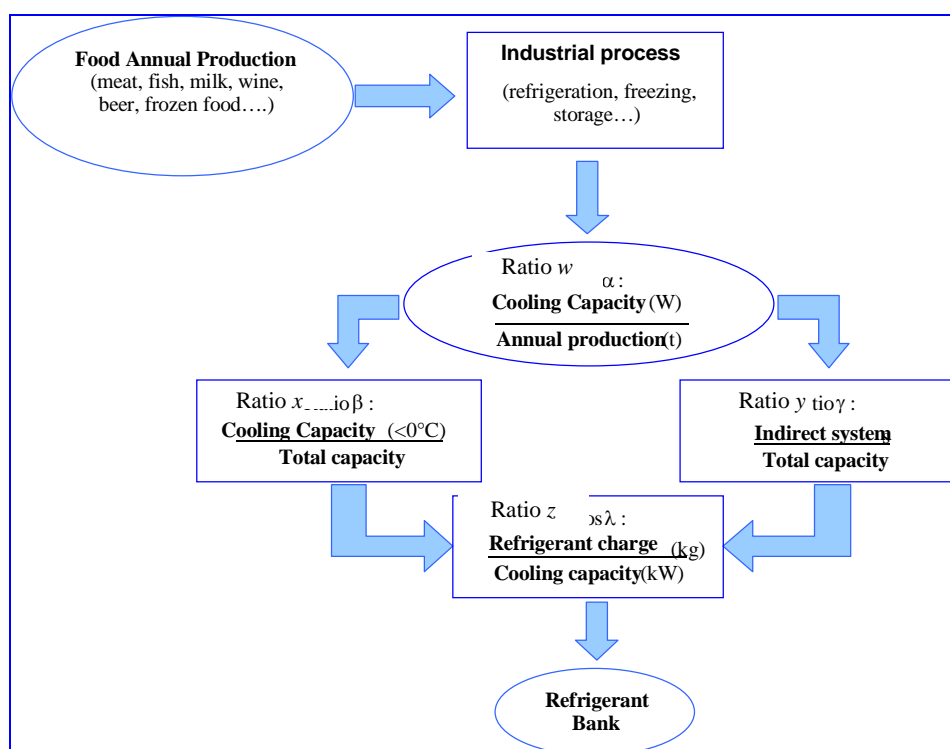 Food Annual Production
(meat, fish, milk, wine,
beer, frozen food….)
Industrial process
(refrigeration, freezing,
storage…)
Ratio w α :
Cooling Capacity (W)
Annual production(t)
Ratio x β :
Cooling Capacity (<0°C)
Total capacity
Ratio y tio γ :
Indirect system
Total capacity
Ratio z os λ :
Refrigerant charge (kg)
Cooling capacity(kW)
Refrigerant
Bank